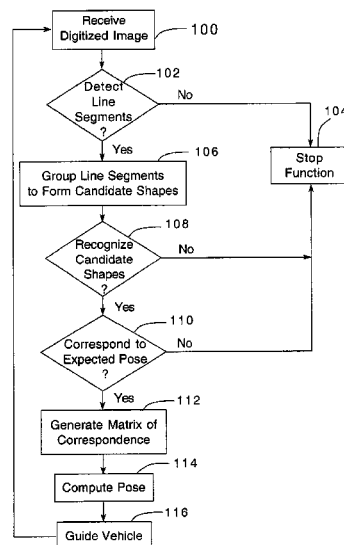 Receive
Digitized Image
100
102
Detect
Line
Segments
?
No
Yes
104
Stop
Function
106
Group Line Segments
to Form Candidate Shapes
108
Recognize
Candidate
Shapes
?
No
Yes
110
Correspond to
Expected Pose
?
No
Yes
112
Generate Matrix of
Correspondence
114
Compute Pose
116
Guide Vehicle